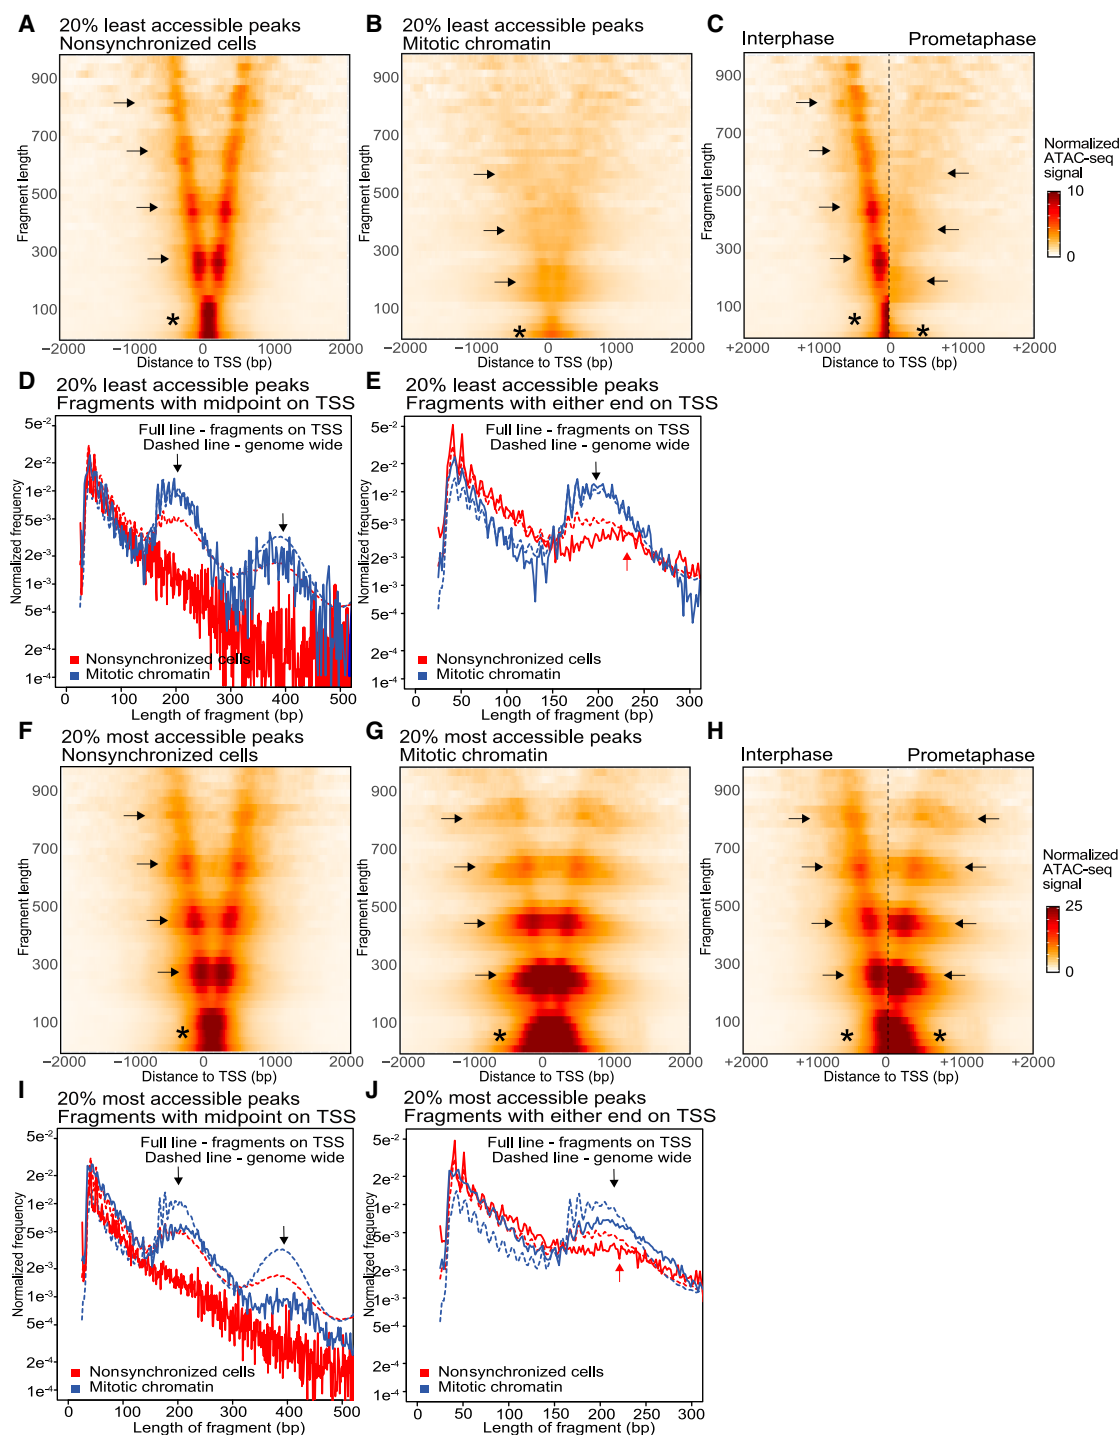 A 20% least accessible peaks
Nonsynchronized cells
B 20% least accessible peaks
Mitotic chromatin
C Interphase Prometaphase
Fragment length
900
700
500
300
100
−2000 −1000 0 1000 2000
Distance to TSS (bp)
*
Fragment length
900
700
500
300
100
−2000 −1000 0 1000 2000
Distance to TSS (bp)
*
Fragment length
900
700
500
300
100
+2000 +1000 0 +1000 +2000
Distance to TSS (bp)
* *
Normalized
ATAC-seq
signal
10
0
D 20% least accessible peaks
Fragments with midpoint on TSS
Full line - fragments on TSS
Dashed line - genome wide
Normalized frequency
5e-2
2e-2
1e-2
5e-3
2e-3
1e-3
5e-4
2e-4
1e-4
Nonsynchronized cells
Mitotic chromatin
0 100 200 300 400 500
Length of fragment (bp)
E 20% least accessible peaks
Fragments with either end on TSS
Full line - fragments on TSS
Dashed line - genome wide
Normalized frequency
5e-2
2e-2
1e-2
5e-3
2e-3
1e-3
5e-4
2e-4
1e-4
Nonsynchronized cells
Mitotic chromatin
0 50 100 150 200 250 300
Length of fragment (bp)
F 20% most accessible peaks
Nonsynchronized cells
G 20% most accessible peaks
Mitotic chromatin
H Interphase Prometaphase
Fragment length
900
700
500
300
100
−2000 −1000 0 1000 2000
Distance to TSS (bp)
*
Fragment length
900
700
500
300
100
−2000 −1000 0 1000 2000
Distance to TSS (bp)
*
Fragment length
900
700
500
300
100
+2000 +1000 0 +1000 +2000
Distance to TSS (bp)
* *
Normalized
ATAC-seq
signal
25
0
I 20% most accessible peaks
Fragments with midpoint on TSS
Full line - fragments on TSS
Dashed line - genome wide
Normalized frequency
5e-2
2e-2
1e-2
5e-3
2e-3
1e-3
5e-4
2e-4
1e-4
Nonsynchronized cells
Mitotic chromatin
0 100 200 300 400 500
Length of fragment (bp)
J 20% most accessible peaks
Fragments with either end on TSS
Full line - fragments on TSS
Dashed line - genome wide
Normalized frequency
5e-2
2e-2
1e-2
5e-3
2e-3
1e-3
5e-4
2e-4
1e-4
Nonsynchronized cells
Mitotic chromatin
0 50 100 150 200 250 300
Length of fragment (bp)